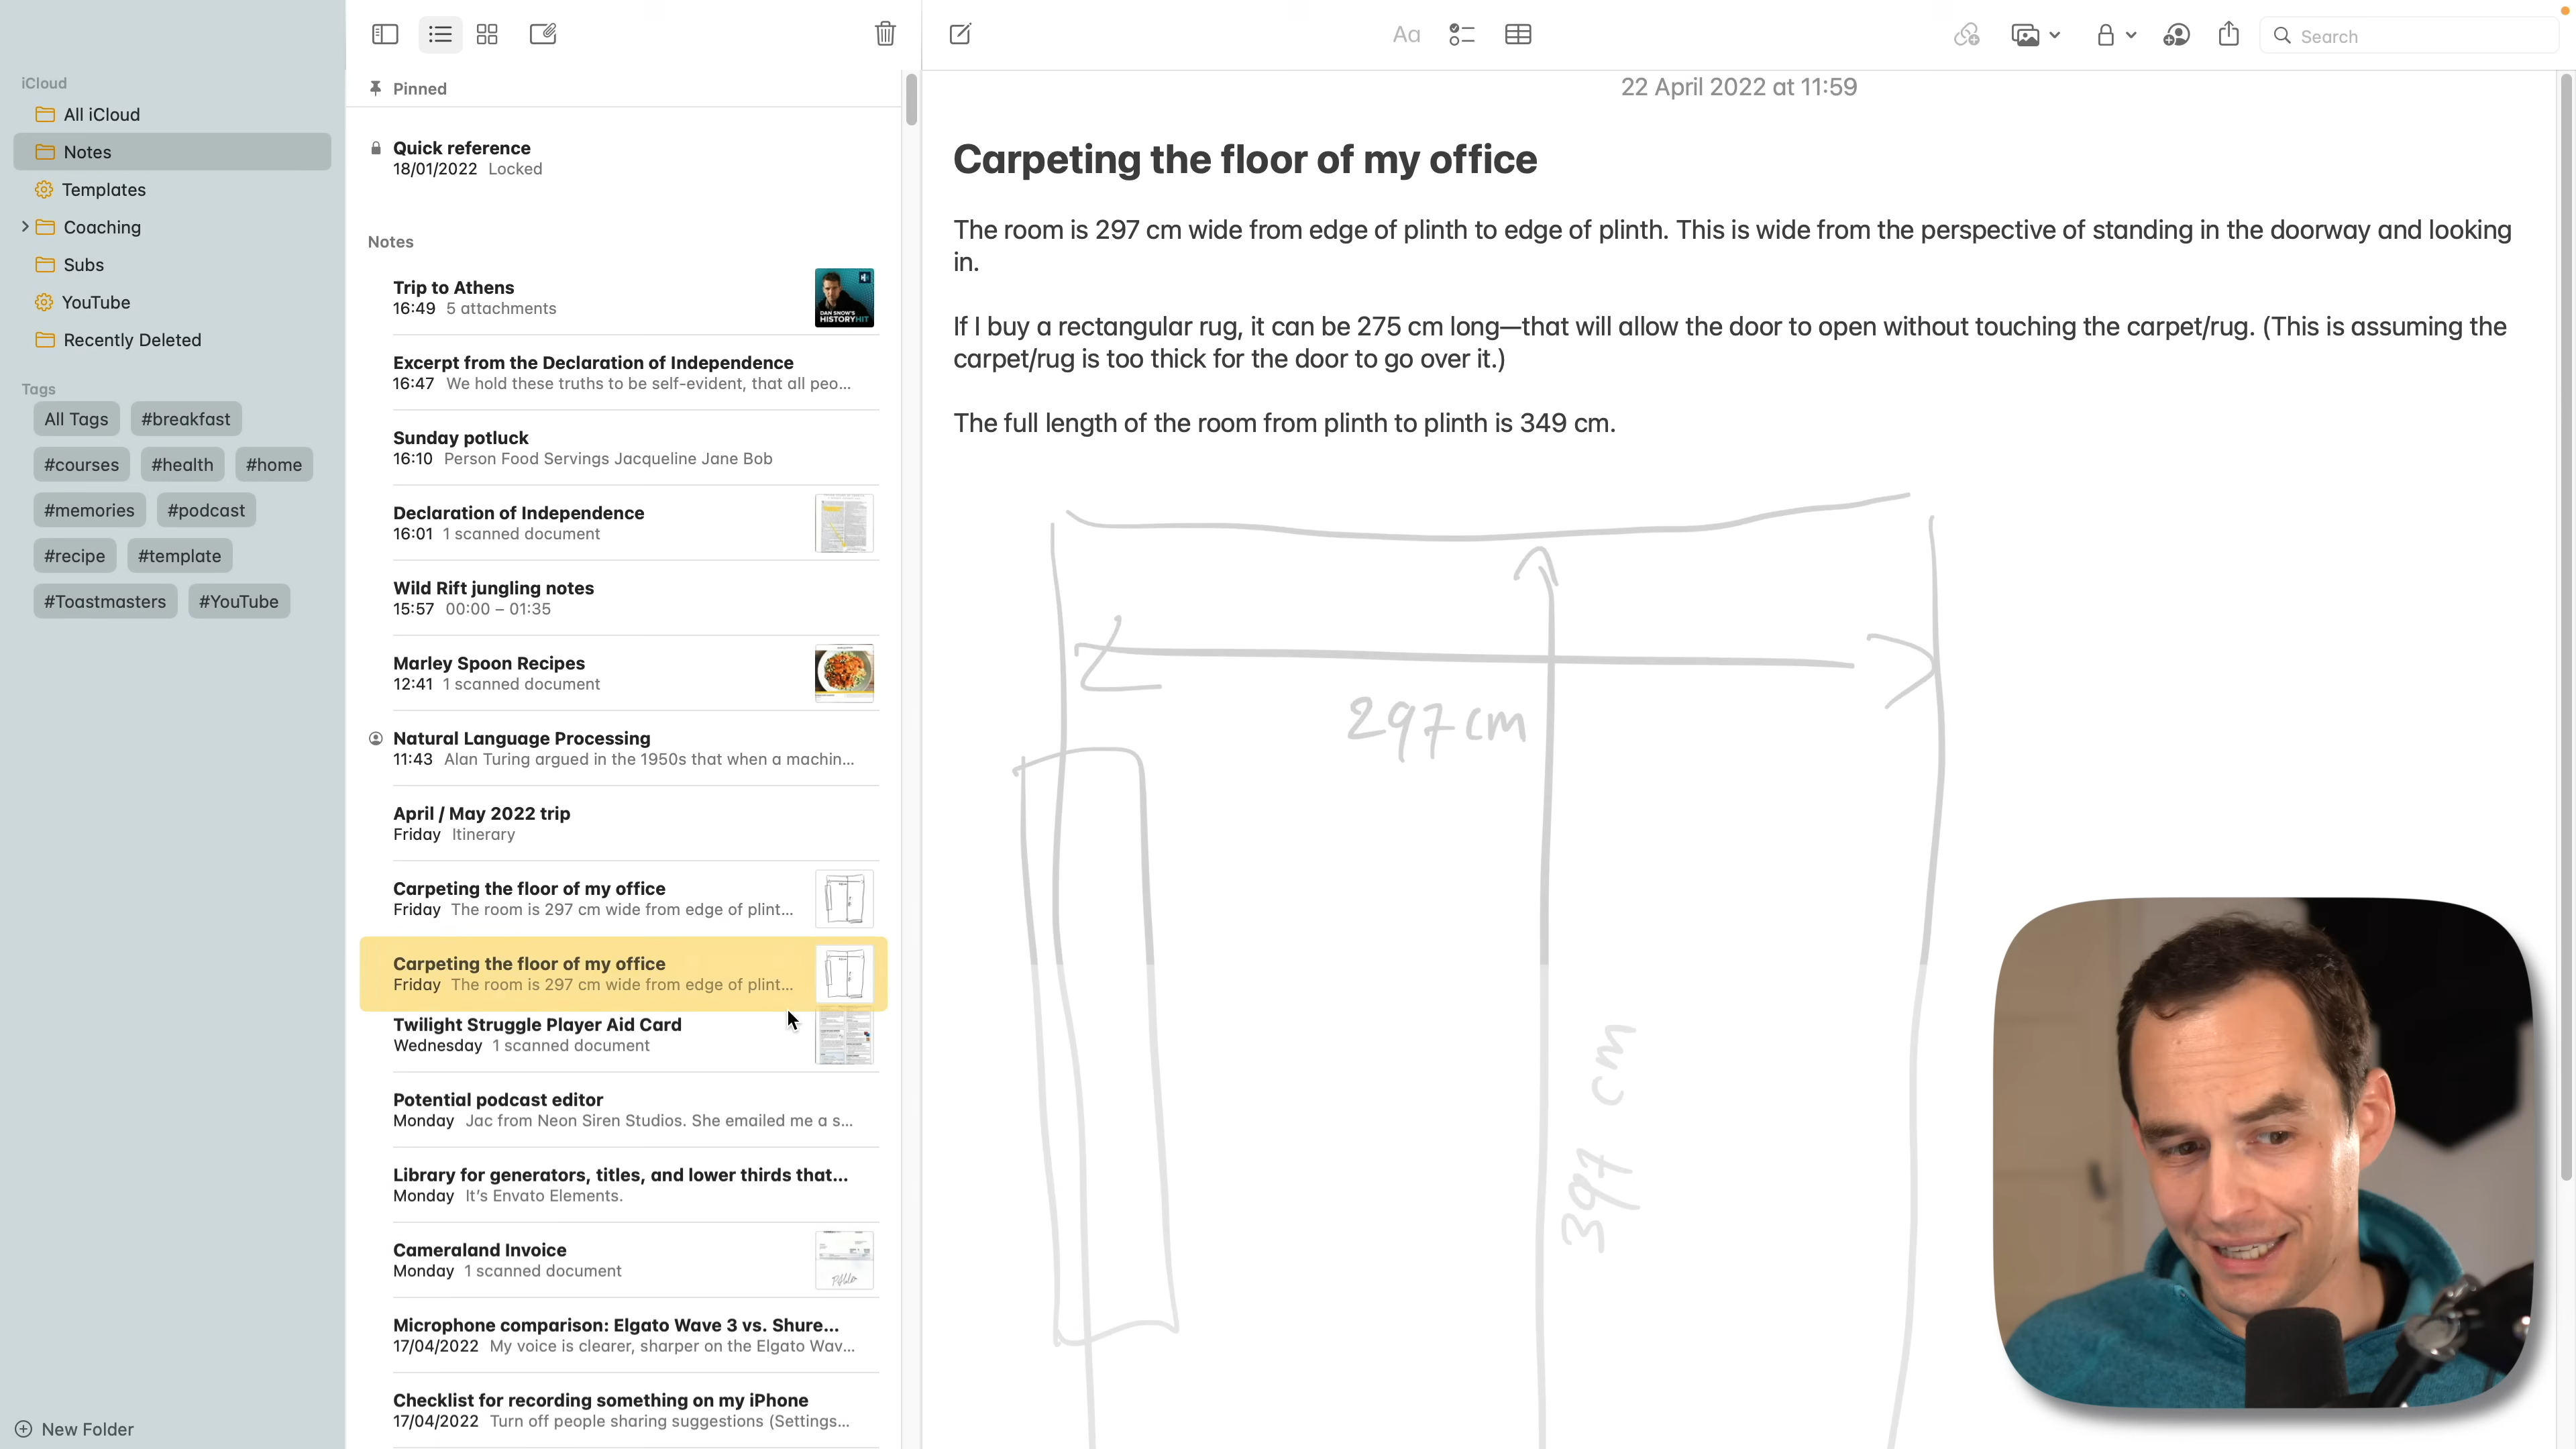 iCloud
All iCloud
Notes
Templates
Coaching
Subs
YouTube
Recently Deleted
Tags
All Tags #breakfast
#courses #health #home
#memories #podcast
#recipe #template
#Toastmasters #YouTube
New Folder
Pinned
Quick reference
18/01/2022 Locked
Notes
Trip to Athens
16:49 5 attachments
DAN SNOW'S
HISTORYHIT
Excerpt from the Declaration of Independence
16:47 We hold these truths to be self-evident, that all peo...
Sunday potluck
16:10 Person Food Servings Jacqueline Jane Bob
Declaration of Independence
16:01 1 scanned document
Wild Rift jungling notes
15:57 00:00 – 01:35
Marley Spoon Recipes
12:41 1 scanned document
Natural Language Processing
11:43 Alan Turing argued in the 1950s that when a machin...
April / May 2022 trip
Friday Itinerary
Carpeting the floor of my office
Friday The room is 297 cm wide from edge of plint...
Carpeting the floor of my office
Friday The room is 297 cm wide from edge of plint...
Twilight Struggle Player Aid Card
Wednesday 1 scanned document
Potential podcast editor
Monday Jac from Neon Siren Studios. She emailed me a s...
Library for generators, titles, and lower thirds that...
Monday It's Envato Elements.
Cameraland Invoice
Monday 1 scanned document
Microphone comparison: Elgato Wave 3 vs. Shure...
17/04/2022 My voice is clearer, sharper on the Elgato Wav...
Checklist for recording something on my iPhone
17/04/2022 Turn off people sharing suggestions (Settings...
Aa
Search
22 April 2022 at 11:59
Carpeting the floor of my office
The room is 297 cm wide from edge of plinth to edge of plinth. This is wide from the perspective of standing in the doorway and looking
in.
If I buy a rectangular rug, it can be 275 cm long—that will allow the door to open without touching the carpet/rug. (This is assuming the
carpet/rug is too thick for the door to go over it.)
The full length of the room from plinth to plinth is 349 cm.
297 cm
397 cm